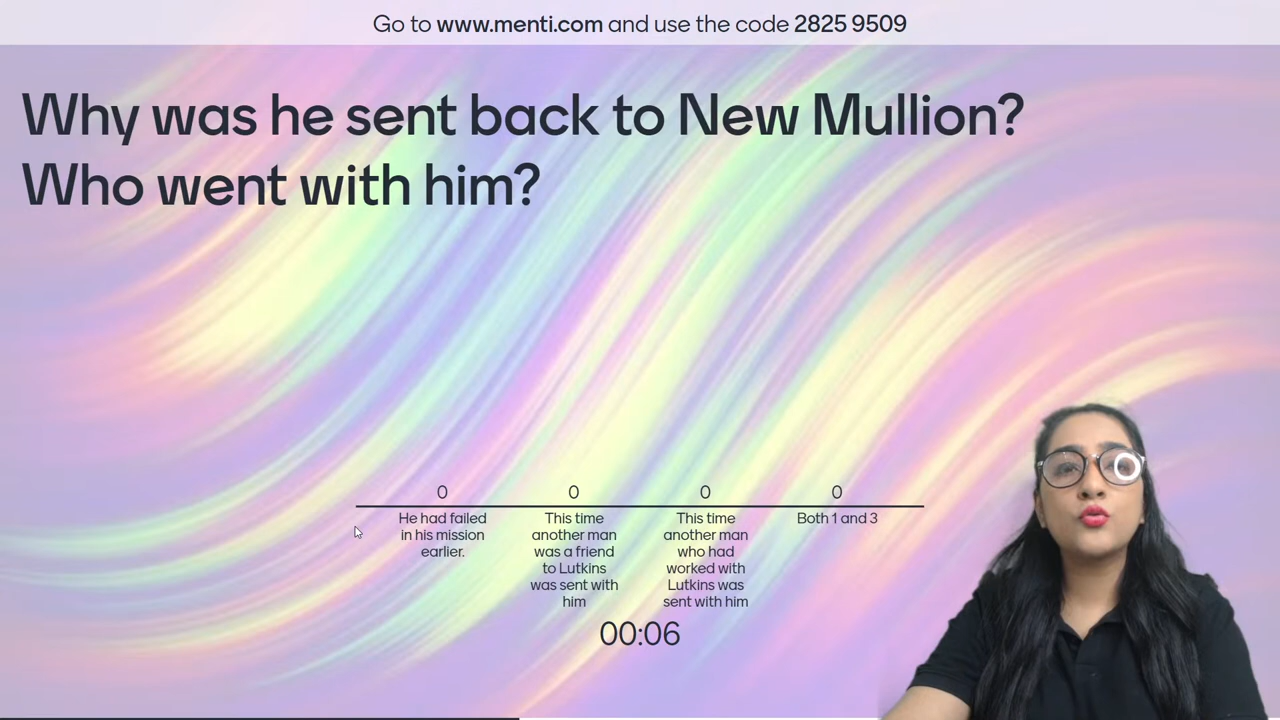 Go to www.menti.com and use the code 2825 9509
Why was he sent back to New Mullion?
Who went with him?
0
0
0
0
He had failed
in his mission
earlier.
This time
another man
was a friend
to Lutkins
was sent with
him
This time
another man
who had
worked with
Lutkins was
sent with him
Both 1 and 3
00:06